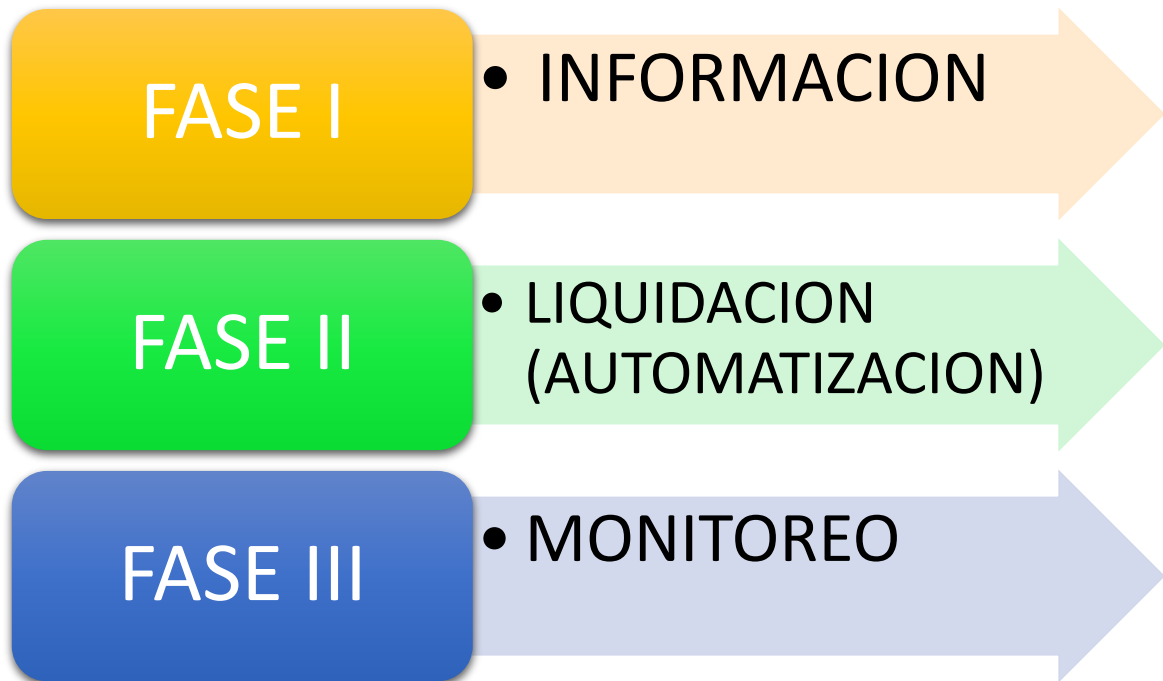 FASE I
• INFORMACION
FASE II
• LIQUIDACION
(AUTOMATIZACION)
FASE III
• MONITOREO